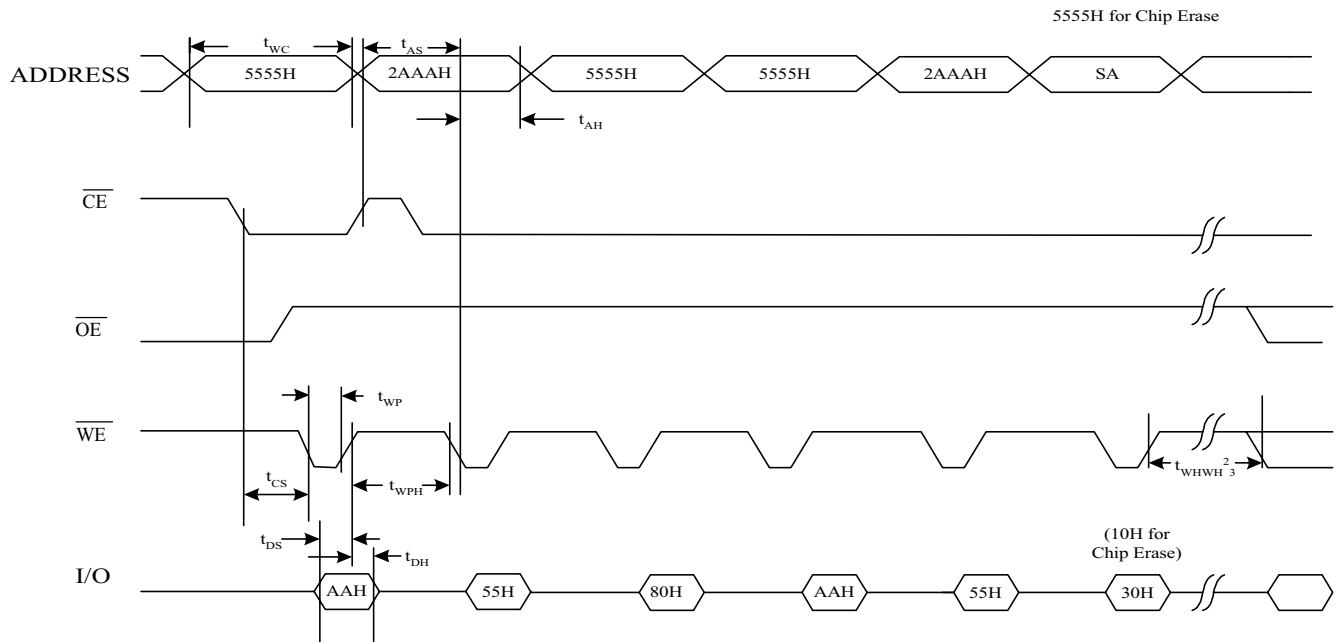 5555H for Chip Erase
tWC
tAS
ADDRESS
5555H
2AAAH
5555H
5555H
2AAAH
SA
tAH
CE
OE
tWP
WE
tCS
tWPH
tWHWH 2 3
tDS
tDH
(10H for
Chip Erase)
I/O
AAH
55H
80H
AAH
55H
30H